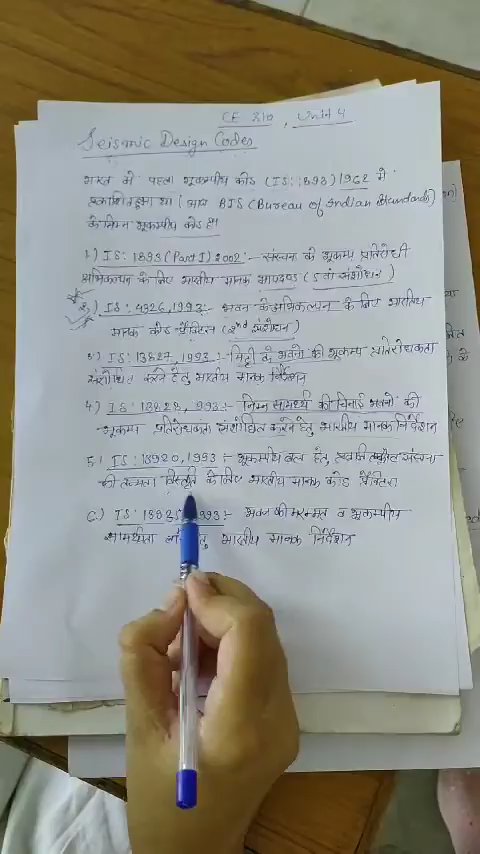 CE 310, Unit 4
Seismic Design Codes
भारत में पहला भूकम्पीय कोड (IS: 1893) 1962 में
प्रकाशित हुआ था। आज BIS (Bureau of Indian Standards)
के निम्न भूकम्पीय कोड हैं।
1.) IS: 1893 (Part I) 2002 :- संरचना के भूकम्प प्रतिरोधी
अभिकल्पन के लिए भारतीय मानक मापदण्ड (5 वां संशोधन)
2.) IS: 4326, 1993 :- भवन के अभिकल्पन के लिए भारतीय
मानक कोड प्रैक्टिस (2nd संशोधन)
3.) IS: 13827, 1993 :- मिट्टी के भवनों की भूकम्प प्रतिरोधकता
संशोधित करने हेतु भारतीय मानक निर्देशन
4.) IS: 13828, 1993 :- निम्न सामर्थ्य की चिनाई भवनों की
भूकम्प प्रतिरोधकता संशोधित करने हेतु भारतीय मानक निर्देशन
5.) IS: 13920, 1993 :- भूकम्पीय बल हेतु, संरचना
की तन्यता विस्तृति के लिए भारतीय मानक कोड प्रैक्टिस
6.) IS: 13935, 1993 :- भवन की मरम्मत व भूकम्पीय
सामर्थ्यता भारतीय मानक निर्देशन